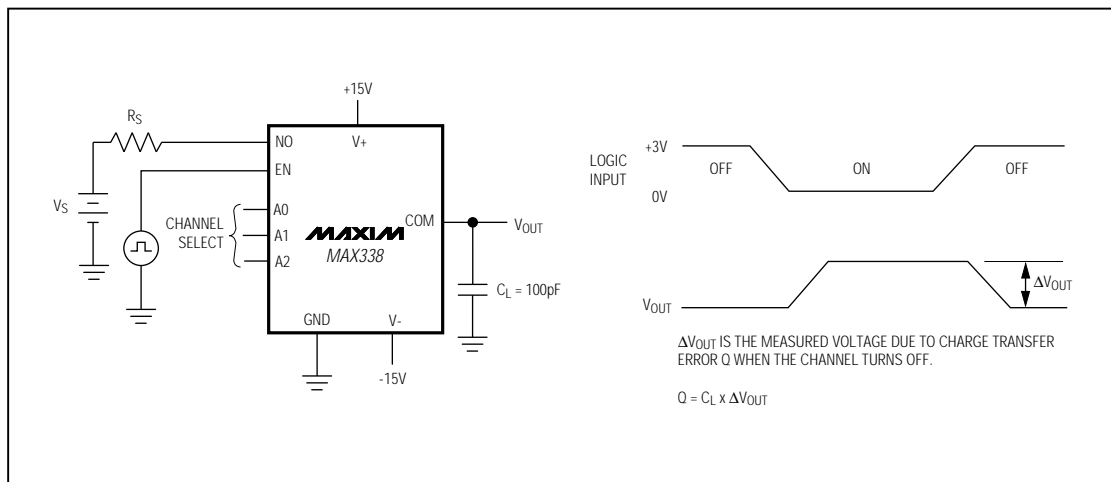 +15V
RS
NO
V+
EN
VS
A0
CHANNEL
SELECT
A1
A2
MAXIM
MAX338
COM
VOUT
CL = 100pF
GND
V-
-15V
LOGIC
INPUT
+3V
0V
OFF
ON
OFF
VOUT
ΔVOUT
ΔVOUT IS THE MEASURED VOLTAGE DUE TO CHARGE TRANSFER
ERROR Q WHEN THE CHANNEL TURNS OFF.
Q = CL x ΔVOUT